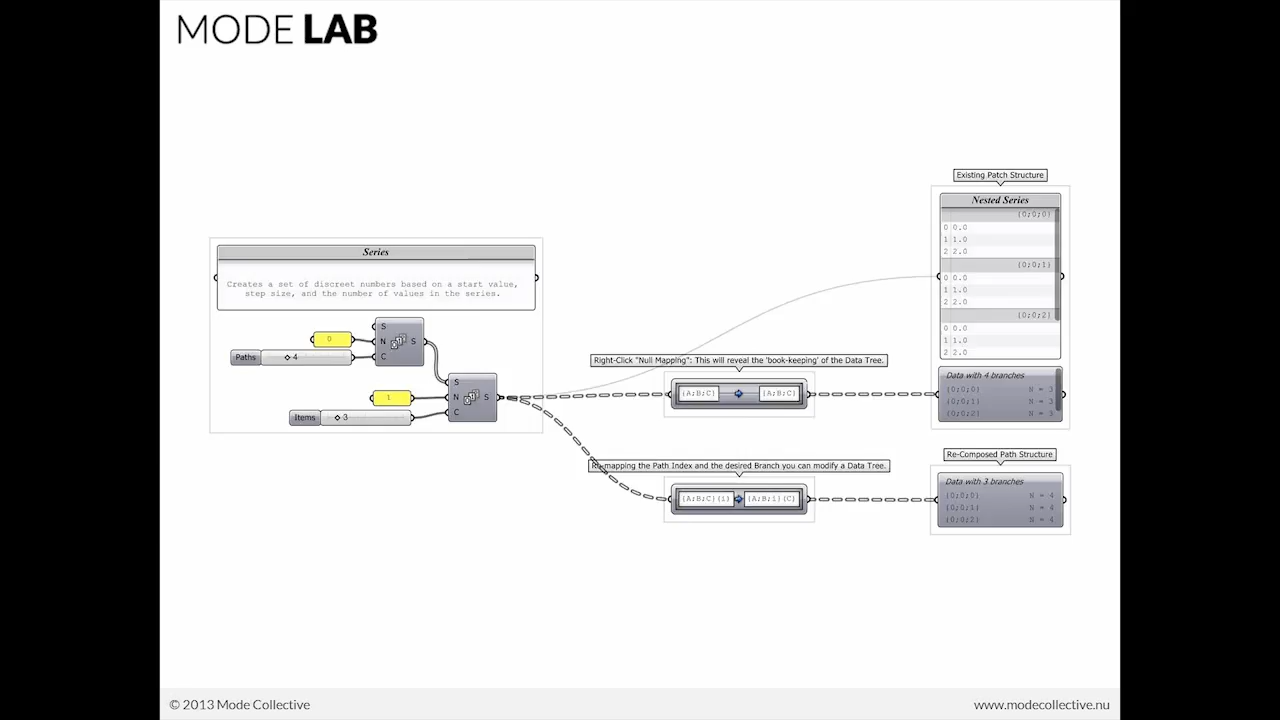 MODE LAB
Existing Patch Structure
Nested Series
{0;0;0}
0 0.0
1 1.0
2 2.0
{0;0;1}
0 0.0
1 1.0
2 2.0
{0;0;2}
0 0.0
1 1.0
2 2.0
Series
Creates a set of discreet numbers based on a start value,
step size, and the number of values in the series.
0
Paths ◇ 4
S
N S
C
1
Items ◇ 3
S
N S
C
Right-Click "Null Mapping": This will reveal the 'book-keeping' of the Data Tree.
{A;B;C} {A;B;C}
Data with 4 branches
{0;0;0} N = 3
{0;0;1} N = 3
{0;0;2} N = 3
Re-mapping the Path Index and the desired Branch you can modify a Data Tree.
{A;B;C}(i) {A;B;i}(C)
Re-Composed Path Structure
Data with 3 branches
{0;0;0} N = 4
{0;0;1} N = 4
{0;0;2} N = 4
© 2013 Mode Collective
www.modecollective.nu